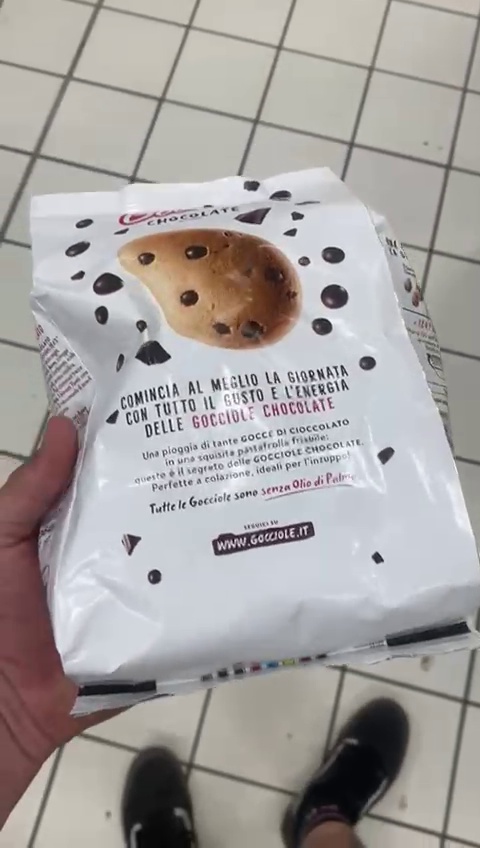 CHOCOLATE
COMINCIA AL MEGLIO LA GIORNATA
CON TUTTO IL GUSTO E L'ENERGIA
DELLE GOCCIOLE CHOCOLATE
Una pioggia di tante GOCCE DI CIOCCOLATO
in una squisita pastafrolla friabile:
questo è il segreto delle GOCCIOLE CHOCOLATE.
Perfette a colazione, ideali per l'inzuppo!
Tutte le Gocciole sono senza Olio di Palma
SEGUICI SU
WWW.GOCCIOLE.IT